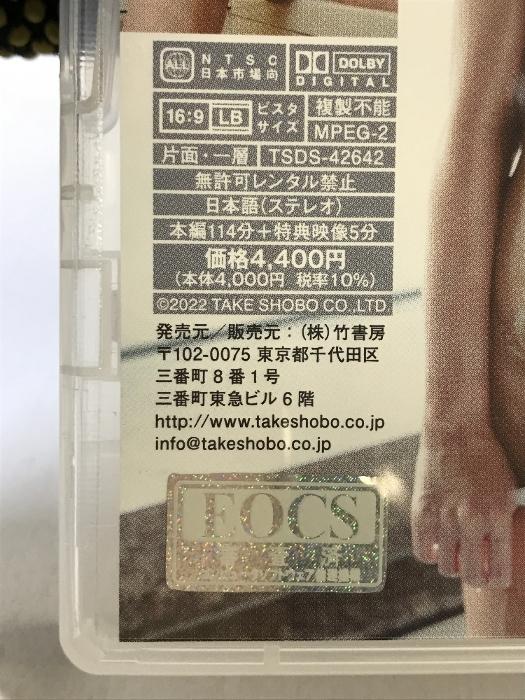 ALL NTSC
日本市場向
DOLBY
DIGITAL
16:9 LB ビスタ
サイズ
複製不能
MPEG-2
片面・一層 TSDS-42642
無許可レンタル禁止
日本語(ステレオ)
本編114分+特典映像5分
価格4,400円
(本体4,000円 税率10%)
©2022 TAKE SHOBO CO.,LTD.
発売元/販売元:(株)竹書房
〒102-0075 東京都千代田区
三番町8番1号
三番町東急ビル6階
http://www.takeshobo.co.jp
info@takeshobo.co.jp
EOCS